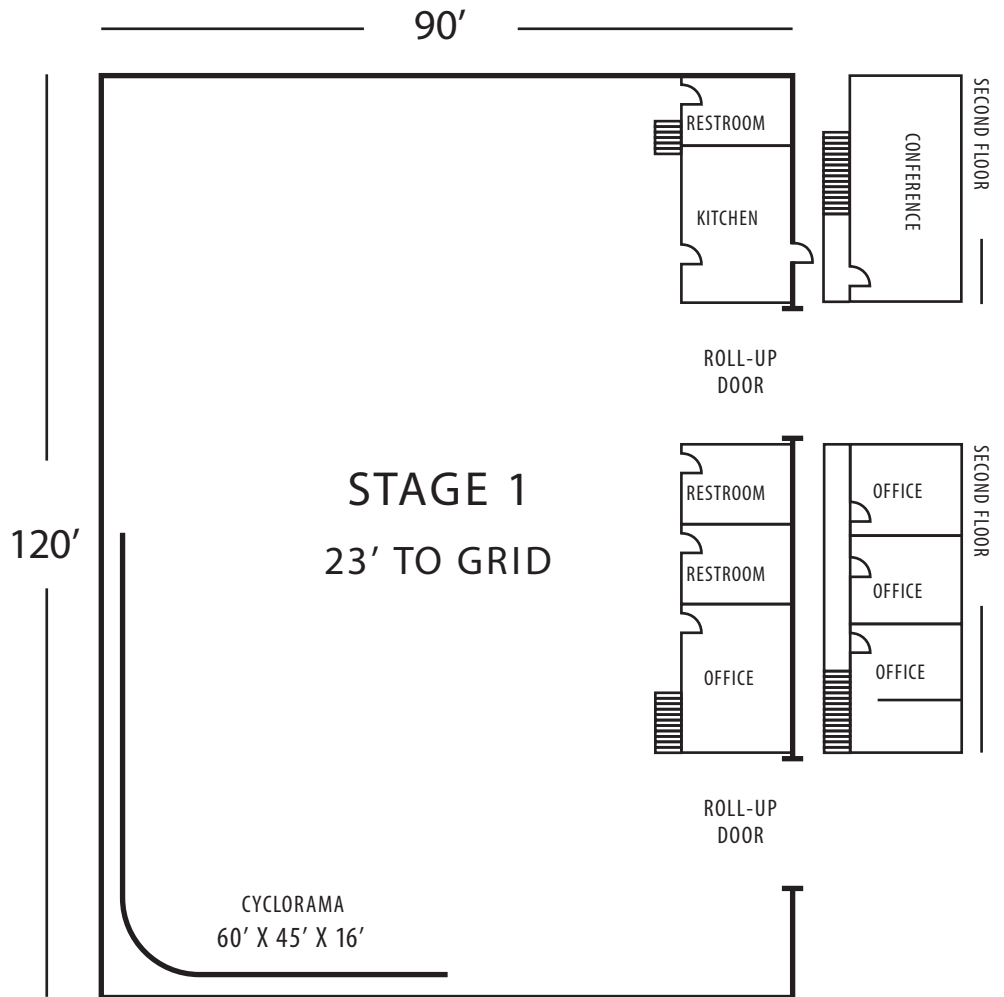 90’
RESTROOM
KITCHEN
CONFERENCE
SECOND FLOOR
ROLL-UP
DOOR
STAGE 1
23’ TO GRID
120’
RESTROOM
RESTROOM
OFFICE
OFFICE
OFFICE
OFFICE
SECOND FLOOR
ROLL-UP
DOOR
CYCLORAMA
60’ X 45’ X 16’